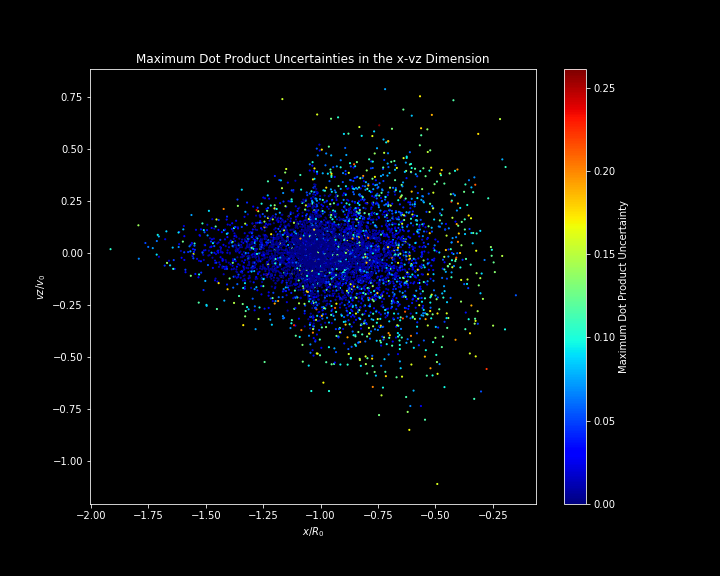 Maximum Dot Product Uncertainties in the x-vz Dimension
0.75
0.50
0.25
0.00
−0.25
−0.50
−0.75
−1.00
vz/v₀
−2.00 −1.75 −1.50 −1.25 −1.00 −0.75 −0.50 −0.25
x/R₀
0.25
0.20
0.15
0.10
0.05
0.00
Maximum Dot Product Uncertainty